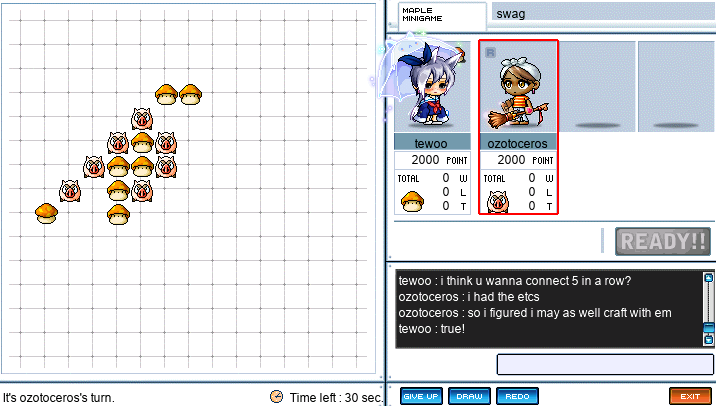 MAPLE
MINIGAME
swag
R
tewoo
ozotoceros
2000 POINT
2000 POINT
TOTAL 0 W
0 L
0 T
TOTAL 0 W
0 L
0 T
READY!!
tewoo : i think u wanna connect 5 in a row?
ozotoceros : i had the etcs
ozotoceros : so i figured i may as well craft with em
tewoo : true!
It's ozotoceros's turn.
Time left : 30 sec.
GIVE UP
DRAW
REDO
EXIT